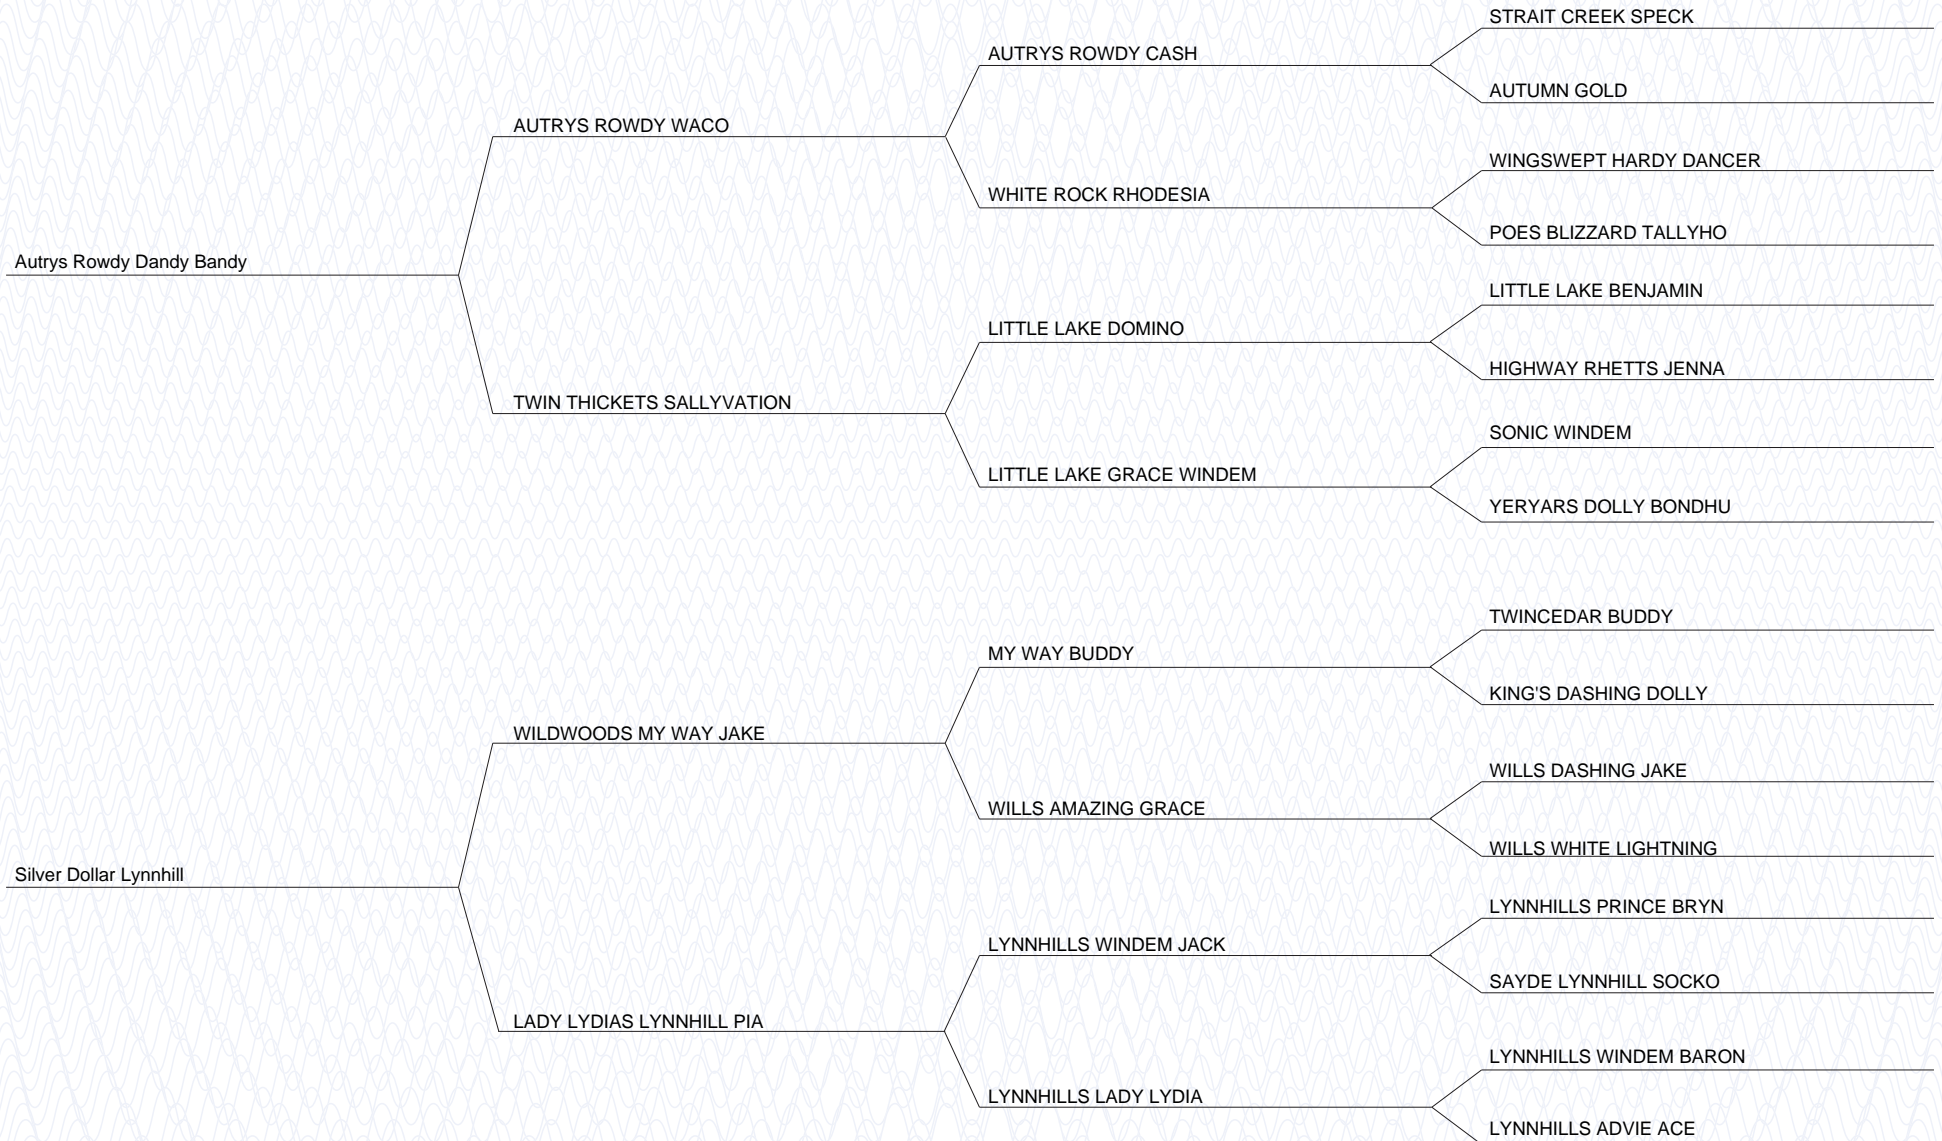 STRAIT CREEK SPECK
AUTRYS ROWDY CASH
AUTUMN GOLD
AUTRYS ROWDY WACO
WINGSWEPT HARDY DANCER
WHITE ROCK RHODESIA
POES BLIZZARD TALLYHO
Autrys Rowdy Dandy Bandy
LITTLE LAKE BENJAMIN
LITTLE LAKE DOMINO
HIGHWAY RHETTS JENNA
TWIN THICKETS SALLYVATION
SONIC WINDEM
LITTLE LAKE GRACE WINDEM
YERYARS DOLLY BONDHU
TWINCEDAR BUDDY
MY WAY BUDDY
KING'S DASHING DOLLY
WILDWOODS MY WAY JAKE
WILLS DASHING JAKE
WILLS AMAZING GRACE
WILLS WHITE LIGHTNING
Silver Dollar Lynnhill
LYNNHILLS PRINCE BRYN
LYNNHILLS WINDEM JACK
SAYDE LYNNHILL SOCKO
LADY LYDIAS LYNNHILL PIA
LYNNHILLS WINDEM BARON
LYNNHILLS LADY LYDIA
LYNNHILLS ADVIE ACE